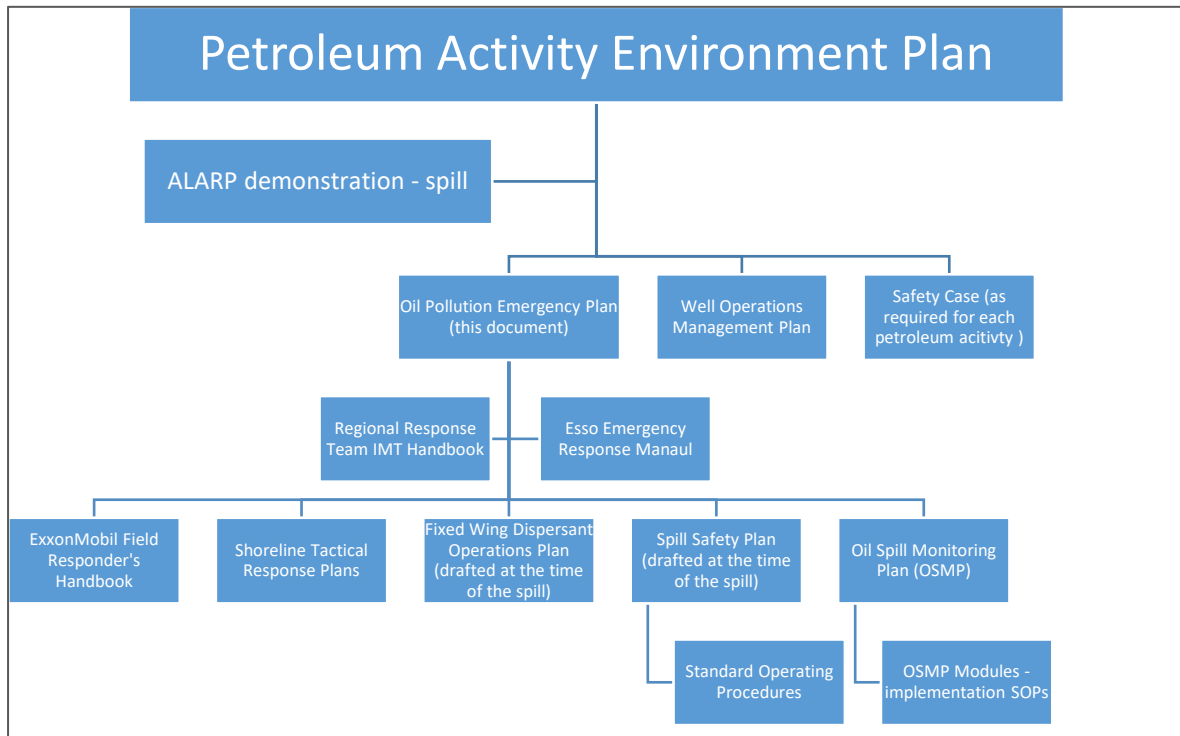 Petroleum Activity Environment Plan
ALARP demonstration - spill
Oil Pollution Emergency Plan
(this document)
Well Operations
Management Plan
Safety Case (as
required for each
petroleum acitivty )
Regional Response
Team IMT Handbook
Esso Emergency
Response Manaul
ExxonMobil Field
Responder's
Handbook
Shoreline Tactical
Response Plans
Fixed Wing Dispersant
Operations Plan
(drafted at the time
of the spill)
Spill Safety Plan
(drafted at the time
of the spill)
Oil Spill Monitoring
Plan (OSMP)
Standard Operating
Procedures
OSMP Modules -
implementation SOPs